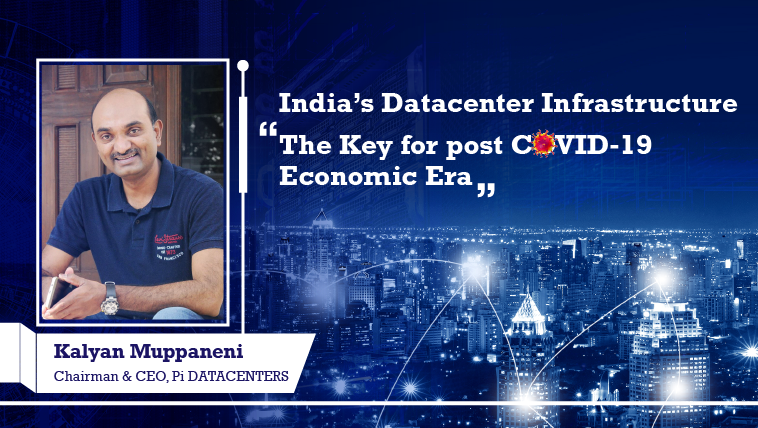 India's Datacenter Infrastructure
“The Key for post COVID-19
Economic Era„
Kalyan Muppaneni
Chairman & CEO, Pi DATACENTERS